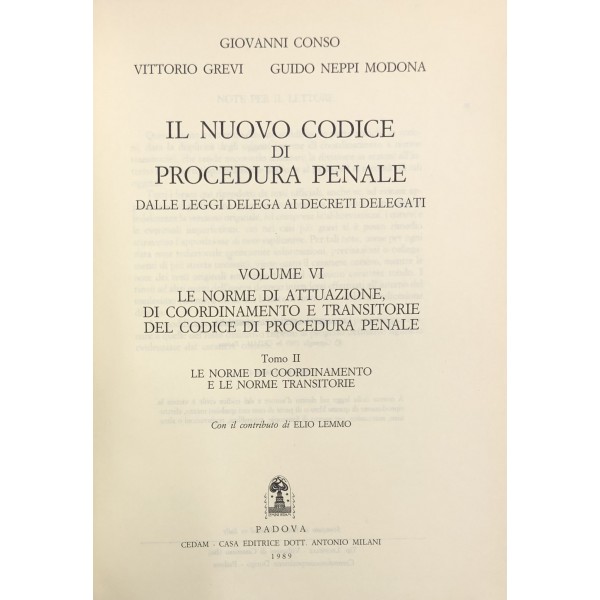 GIOVANNI CONSO
VITTORIO GREVI GUIDO NEPPI MODONA
IL NUOVO CODICE
DI
PROCEDURA PENALE
DALLE LEGGI DELEGA AI DECRETI DELEGATI
VOLUME VI
LE NORME DI ATTUAZIONE,
DI COORDINAMENTO E TRANSITORIE
DEL CODICE DI PROCEDURA PENALE
Tomo II
LE NORME DI COORDINAMENTO
E LE NORME TRANSITORIE
Con il contributo di ELIO LEMMO
PADOVA
CEDAM - CASA EDITRICE DOTT. ANTONIO MILANI
1989